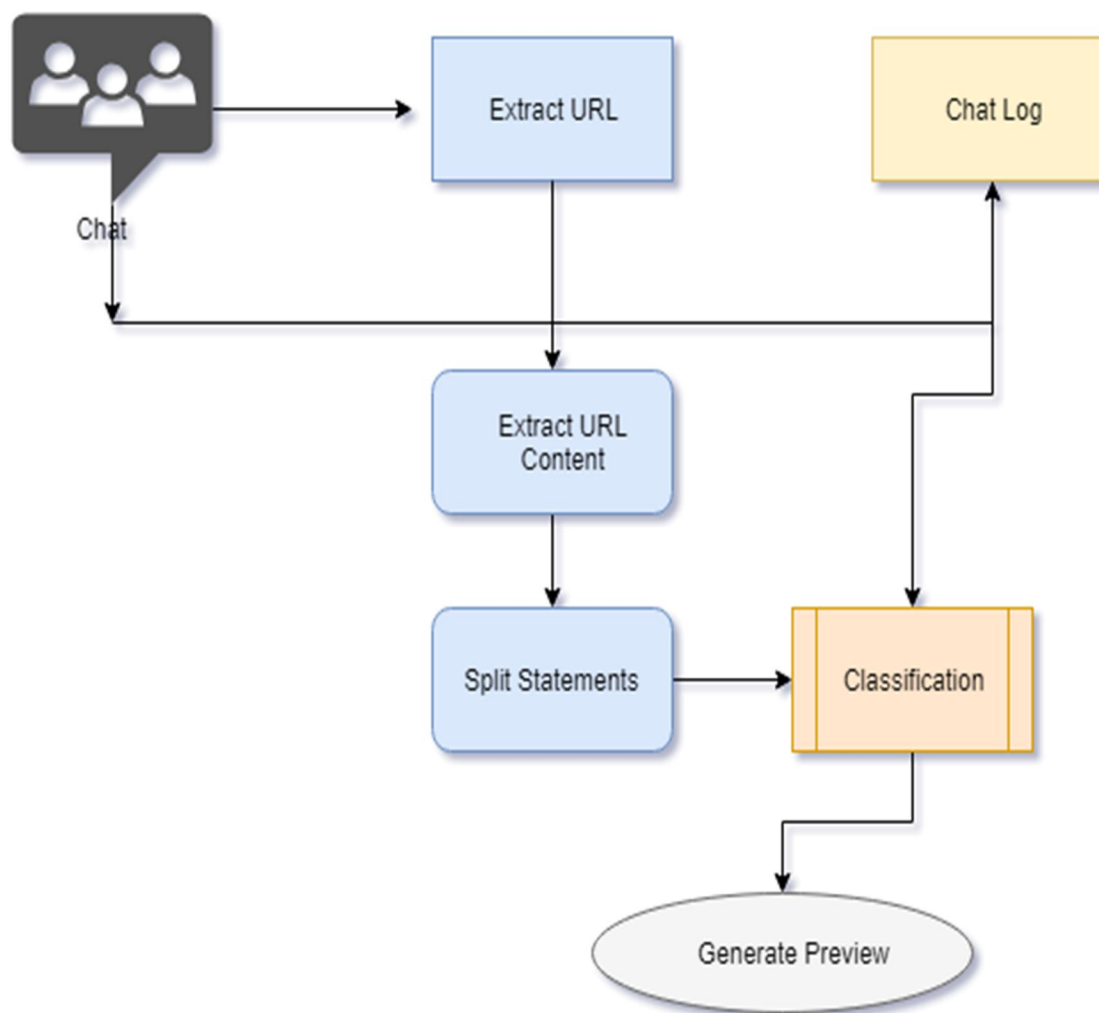 Extract URL
Chat Log
Chat
Extract URL
Content
Split Statements
Classification
Generate Preview